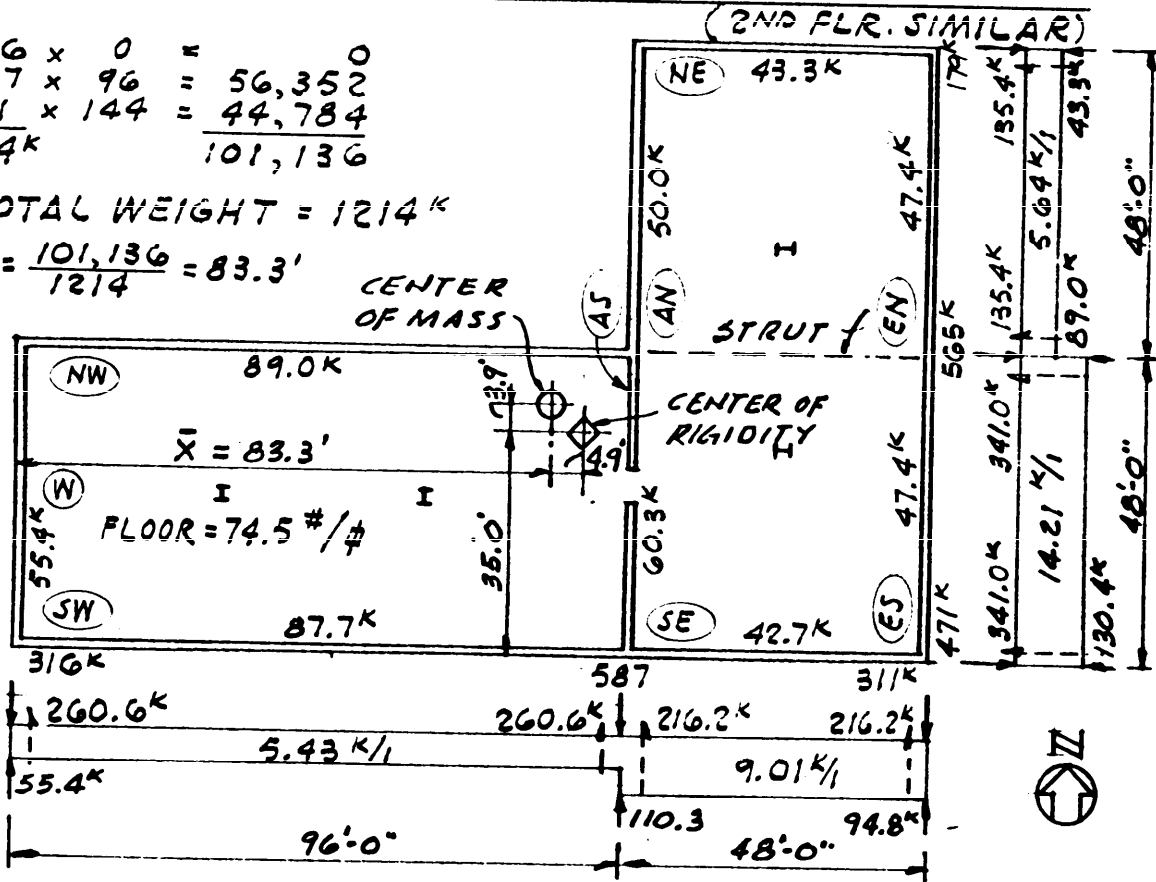 (2ND FLR. SIMILAR)
6 x 0 = 0
7 x 96 = 56,352
1 x 144 = 44,784
4K 101,136
OTAL WEIGHT = 1214K
= 101,136 / 1214 = 83.3'
NE 43.3K
179K
135.4K
43.3K
50.0K
47.4K
5.64 K/1
48'-0"
CENTER
OF MASS
AS
AN
EN
135.4K
89.0K
STRUT
565K
NW 89.0K
3.9'
CENTER OF
RIGIDITY
341.0K
X̄ = 83.3'
4.9'
W
55.4K
FLOOR = 74.5 #/⏀
35.0'
60.3K
47.4K
14.21 K/1
48'-0"
SW 87.7K
SE 42.7K
ES
471K
341.0K
130.4K
316K 587 311K
260.6K 260.6K 216.2K 216.2K
5.43 K/1 9.01 K/1
55.4K 110.3 94.8K
N
96'-0" 48'-0"